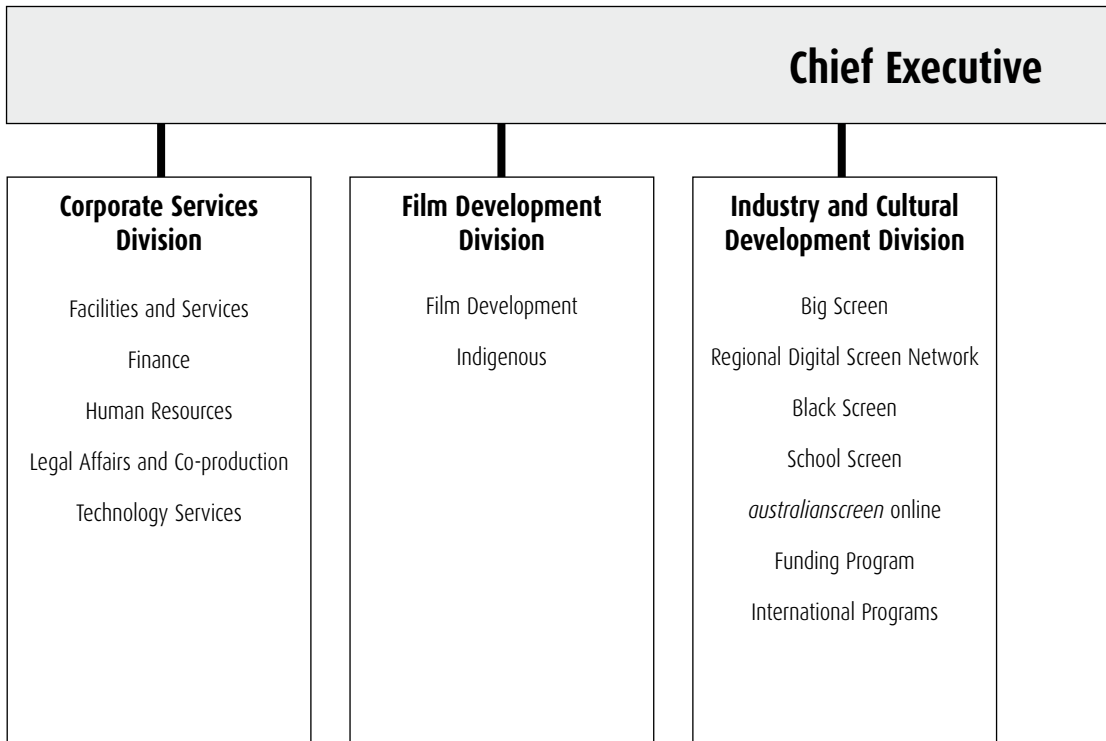 Chief Executive
Corporate Services
Division
Facilities and Services
Finance
Human Resources
Legal Affairs and Co-production
Technology Services
Film Development
Division
Film Development
Indigenous
Industry and Cultural
Development Division
Big Screen
Regional Digital Screen Network
Black Screen
School Screen
australianscreen online
Funding Program
International Programs